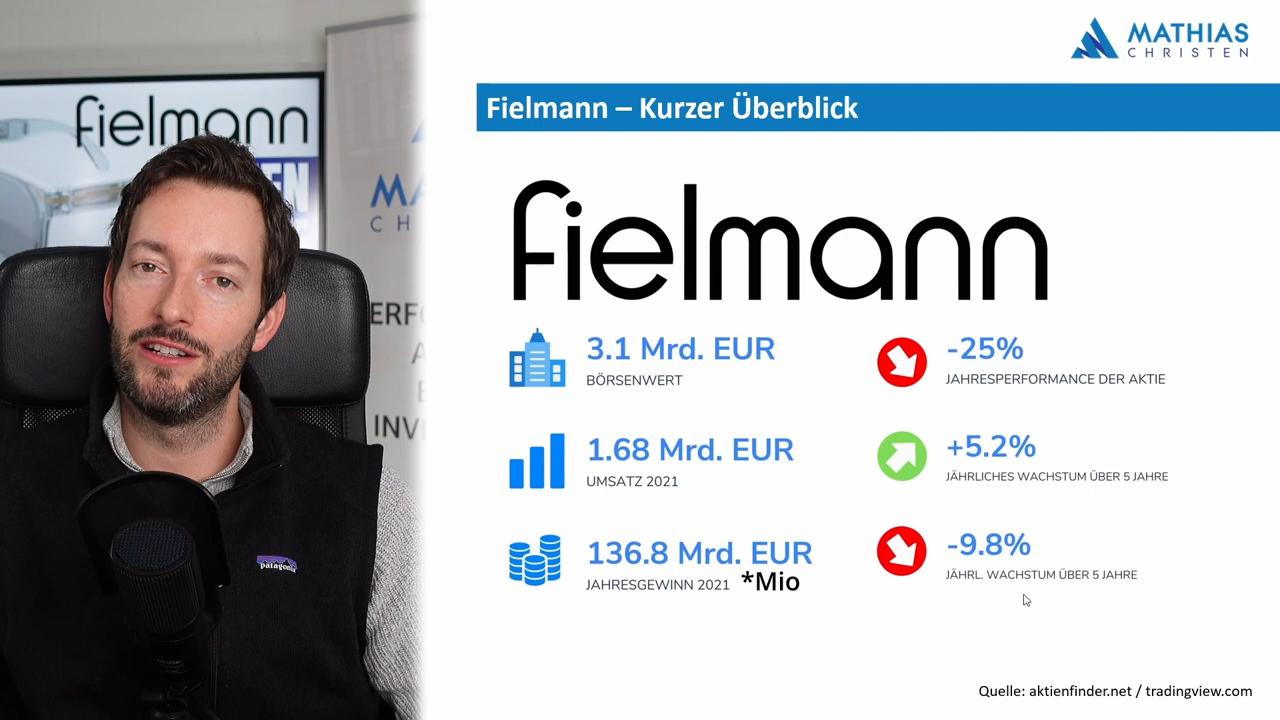 MATHIAS
CHRISTEN
Fielmann – Kurzer Überblick
fielmann
3.1 Mrd. EUR
BÖRSENWERT
-25%
JAHRESPERFORMANCE DER AKTIE
1.68 Mrd. EUR
UMSATZ 2021
+5.2%
JÄHRLICHES WACHSTUM ÜBER 5 JAHRE
136.8 Mrd. EUR
JAHRESGEWINN 2021 *Mio
-9.8%
JÄHRL. WACHSTUM ÜBER 5 JAHRE
Quelle: aktienfinder.net / tradingview.com
fielmann
patagonia